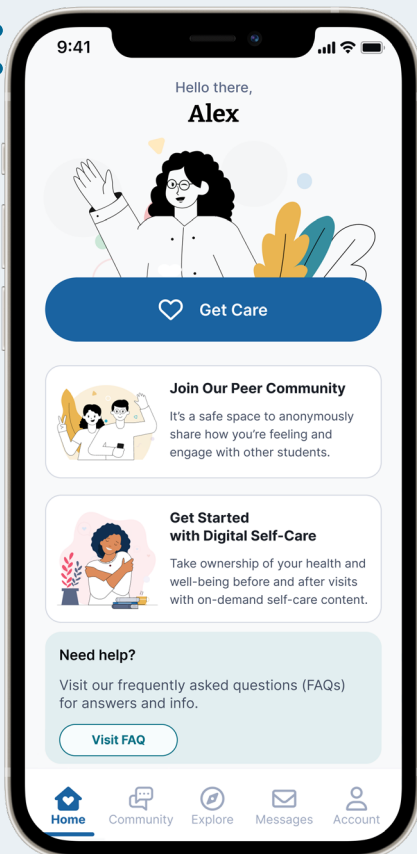 9:41
Hello there,
Alex
Get Care
Join Our Peer Community
It's a safe space to anonymously
share how you're feeling and
engage with other students.
Get Started
with Digital Self-Care
Take ownership of your health and
well-being before and after visits
with on-demand self-care content.
Need help?
Visit our frequently asked questions (FAQs)
for answers and info.
Visit FAQ
Home Community Explore Messages Account